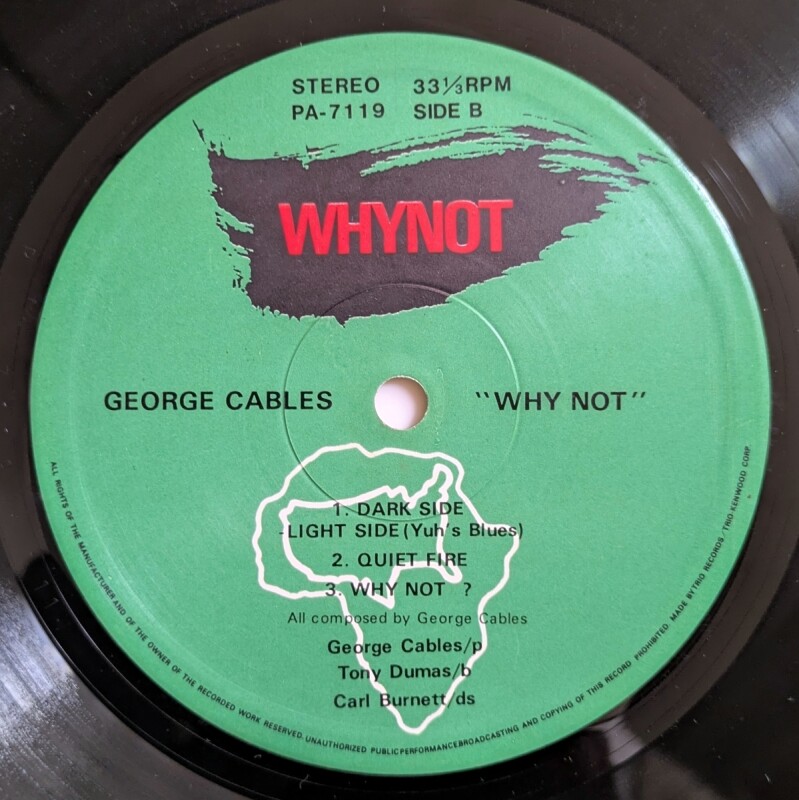 STEREO 33⅓RPM
PA-7119 SIDE B
WHYNOT
GEORGE CABLES "WHY NOT"
1. DARK SIDE
-LIGHT SIDE (Yuh's Blues)
2. QUIET FIRE
3. WHY NOT ?
All composed by George Cables
George Cables/p
Tony Dumas/b
Carl Burnett/ds
ALL RIGHTS OF THE MANUFACTURER AND OF THE OWNER OF THE RECORDED WORK RESERVED. UNAUTHORIZED PUBLIC PERFORMANCE BROADCASTING AND COPYING OF THIS RECORD PROHIBITED. MADE BY TRIO RECORDS / TRIO-KENWOOD CORP.